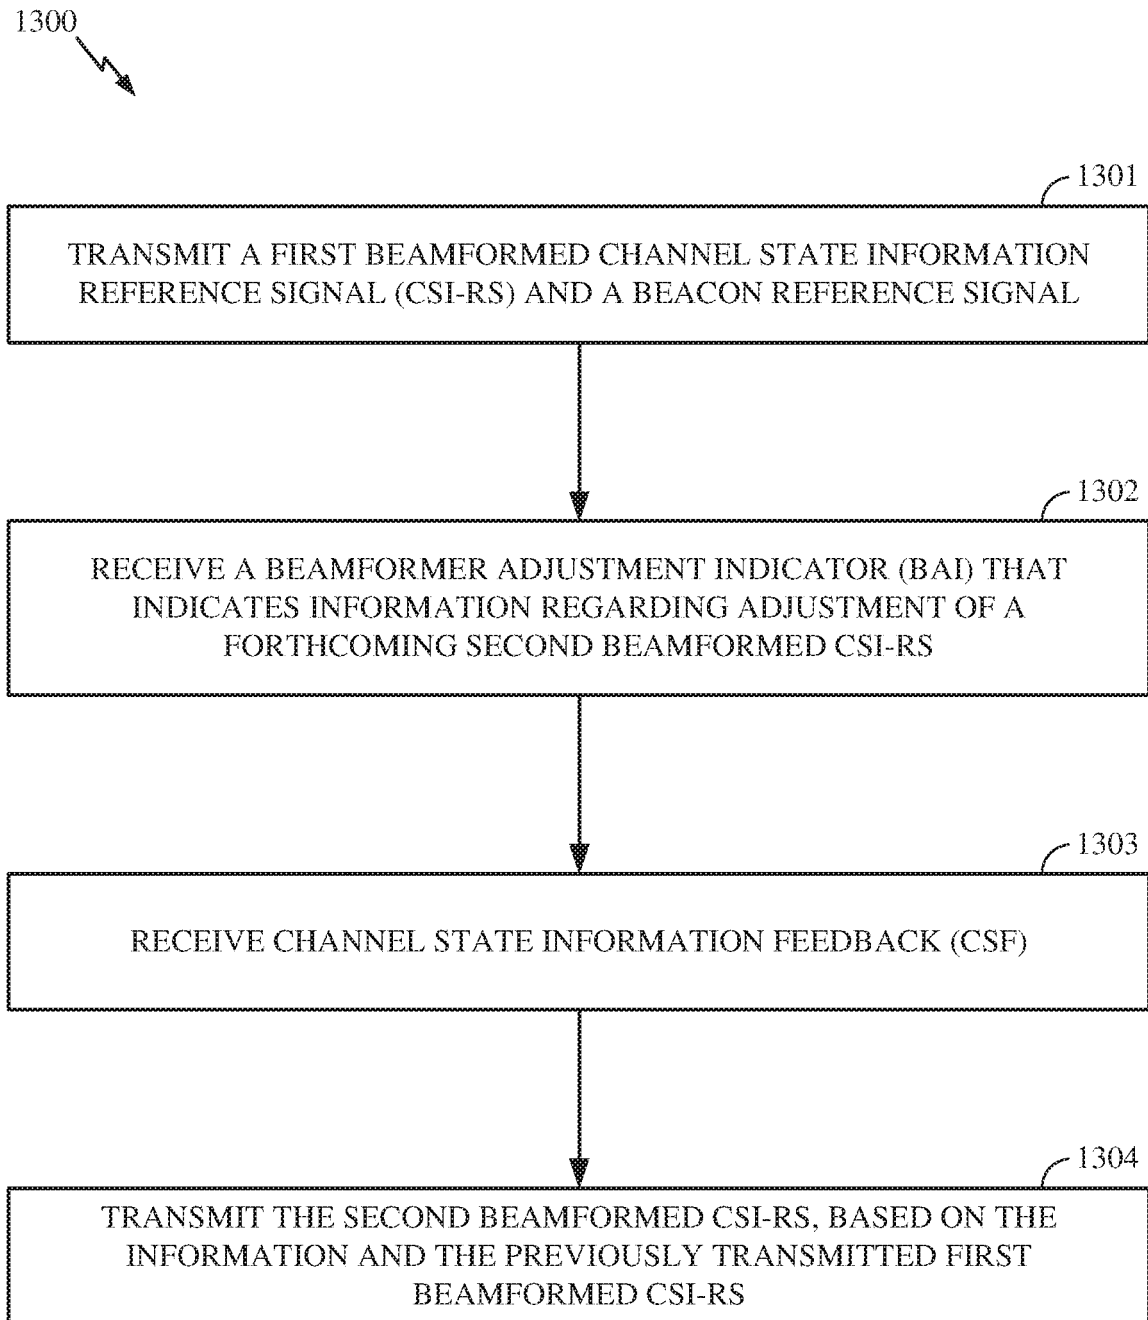 1300
1301
TRANSMIT A FIRST BEAMFORMED CHANNEL STATE INFORMATION
REFERENCE SIGNAL (CSI-RS) AND A BEACON REFERENCE SIGNAL
1302
RECEIVE A BEAMFORMER ADJUSTMENT INDICATOR (BAI) THAT
INDICATES INFORMATION REGARDING ADJUSTMENT OF A
FORTHCOMING SECOND BEAMFORMED CSI-RS
1303
RECEIVE CHANNEL STATE INFORMATION FEEDBACK (CSF)
1304
TRANSMIT THE SECOND BEAMFORMED CSI-RS, BASED ON THE
INFORMATION AND THE PREVIOUSLY TRANSMITTED FIRST
BEAMFORMED CSI-RS